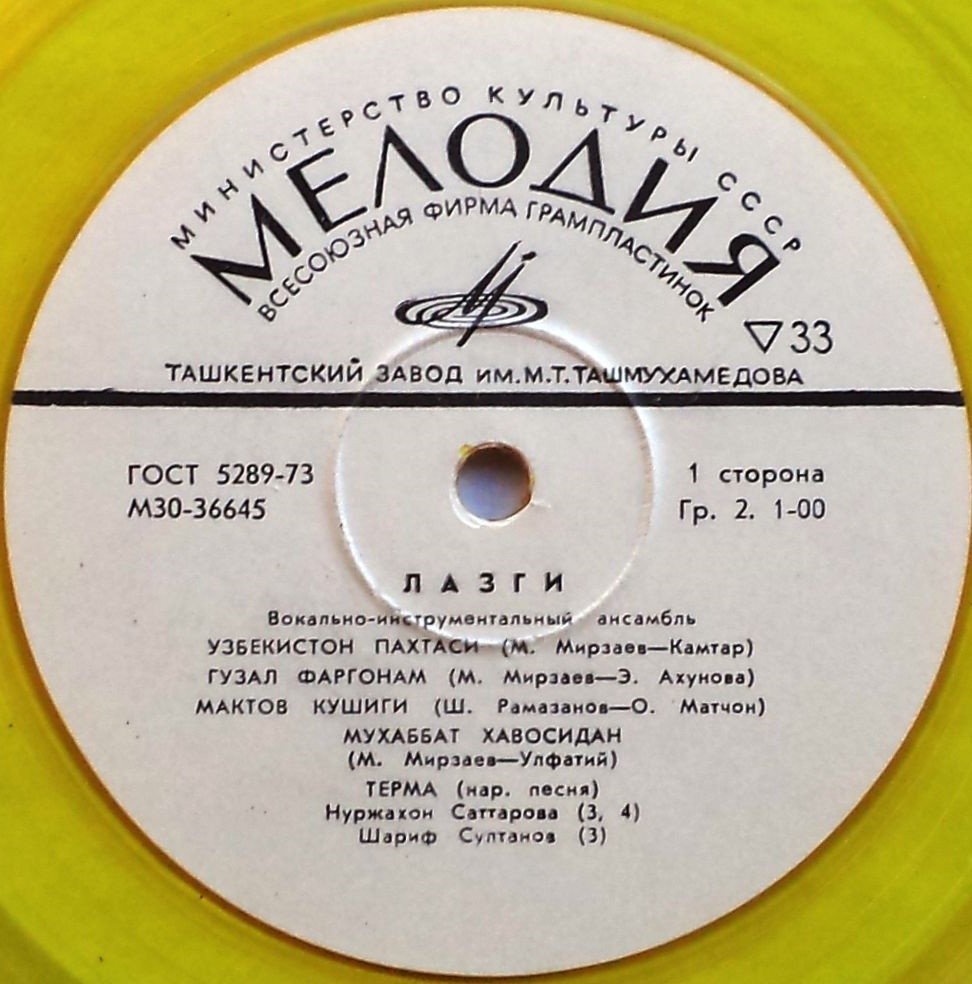 МИНИСТЕРСТВО КУЛЬТУРЫ СССР
МЕЛОДИЯ
ВСЕСОЮЗНАЯ ФИРМА ГРАМПЛАСТИНОК
▽33
ТАШКЕНТСКИЙ ЗАВОД ИМ.М.Т.ТАШМУХАМЕДОВА
ГОСТ 5289-73
М30-36645
1 сторона
Гр. 2. 1-00
ЛАЗГИ
Вокально-инструментальный ансамбль
УЗБЕКИСТОН ПАХТАСИ (М. Мирзаев—Камтар)
ГУЗАЛ ФАРГОНАМ (М. Мирзаев—Э. Ахунова)
МАКТОВ КУШИГИ (Ш. Рамазанов—О. Матчон)
МУХАББАТ ХАВОСИДАН
(М. Мирзаев—Улфатий)
ТЕРМА (нар. песня)
Нуржахон Саттарова (3, 4)
Шариф Султанов (3)